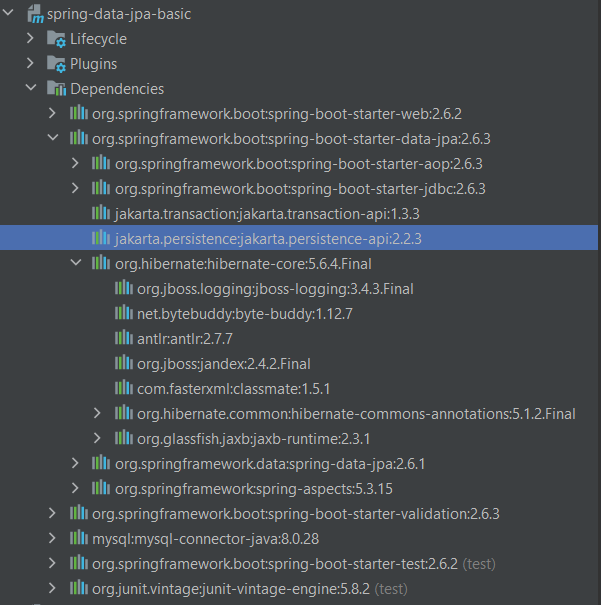 spring-data-jpa-basic
Lifecycle
Plugins
Dependencies
org.springframework.boot:spring-boot-starter-web:2.6.2
org.springframework.boot:spring-boot-starter-data-jpa:2.6.3
org.springframework.boot:spring-boot-starter-aop:2.6.3
org.springframework.boot:spring-boot-starter-jdbc:2.6.3
jakarta.transaction:jakarta.transaction-api:1.3.3
jakarta.persistence:jakarta.persistence-api:2.2.3
org.hibernate:hibernate-core:5.6.4.Final
org.jboss.logging:jboss-logging:3.4.3.Final
net.bytebuddy:byte-buddy:1.12.7
antlr:antlr:2.7.7
org.jboss:jandex:2.4.2.Final
com.fasterxml:classmate:1.5.1
org.hibernate.common:hibernate-commons-annotations:5.1.2.Final
org.glassfish.jaxb:jaxb-runtime:2.3.1
org.springframework.data:spring-data-jpa:2.6.1
org.springframework:spring-aspects:5.3.15
org.springframework.boot:spring-boot-starter-validation:2.6.3
mysql:mysql-connector-java:8.0.28
org.springframework.boot:spring-boot-starter-test:2.6.2 (test)
org.junit.vintage:junit-vintage-engine:5.8.2 (test)